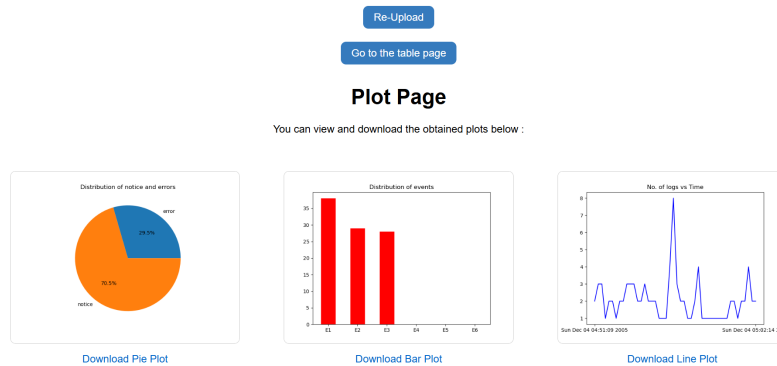 Re-Upload
Go to the table page
Plot Page
You can view and download the obtained plots below :
Distribution of notice and errors
error
29.5%
70.5%
notice
Download Pie Plot
Distribution of events
35
30
25
20
15
10
5
0
E1 E2 E3 E4 E5 E6
Download Bar Plot
No. of logs vs Time
8
7
6
5
4
3
2
1
Sun Dec 04 04:51:09 2005 Sun Dec 04 05:02:14
Download Line Plot